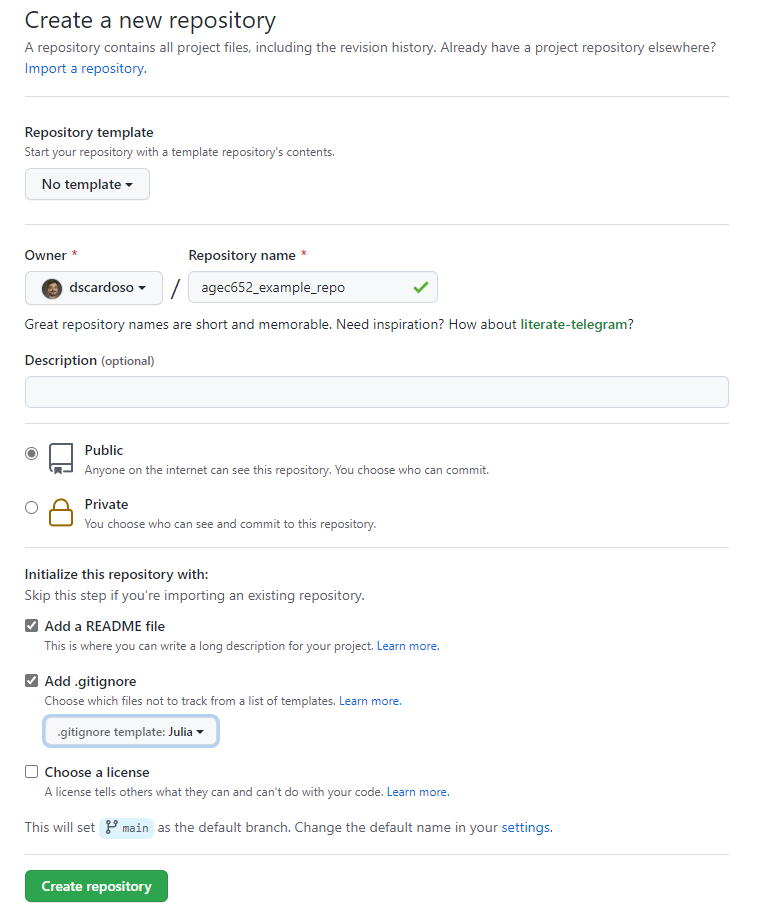 Create a new repository
A repository contains all project files, including the revision history. Already have a project repository elsewhere?
Import a repository.
Repository template
Start your repository with a template repository's contents.
No template
Owner *
Repository name *
dscardoso
/
agec652_example_repo
Great repository names are short and memorable. Need inspiration? How about literate-telegram?
Description (optional)
Public
Anyone on the internet can see this repository. You choose who can commit.
Private
You choose who can see and commit to this repository.
Initialize this repository with:
Skip this step if you're importing an existing repository.
Add a README file
This is where you can write a long description for your project. Learn more.
Add .gitignore
Choose which files not to track from a list of templates. Learn more.
.gitignore template: Julia
Choose a license
A license tells others what they can and can't do with your code. Learn more.
This will set main as the default branch. Change the default name in your settings.
Create repository